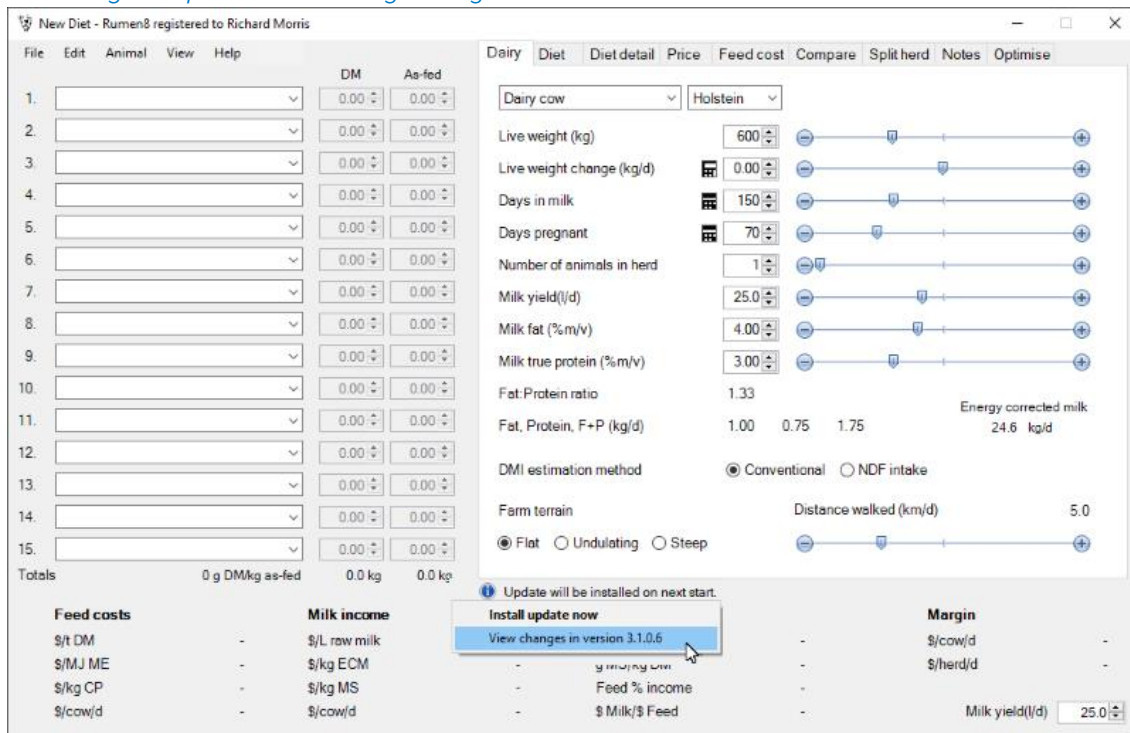 New Diet - Rumen8 registered to Richard Morris
File Edit Animal View Help
DM As-fed
1. 0.00 0.00
2. 0.00 0.00
3. 0.00 0.00
4. 0.00 0.00
5. 0.00 0.00
6. 0.00 0.00
7. 0.00 0.00
8. 0.00 0.00
9. 0.00 0.00
10. 0.00 0.00
11. 0.00 0.00
12. 0.00 0.00
13. 0.00 0.00
14. 0.00 0.00
15. 0.00 0.00
Totals 0 g DM/kg as-fed 0.0 kg 0.0 kg
Dairy Diet Diet detail Price Feed cost Compare Split herd Notes Optimise
Dairy cow Holstein
Live weight (kg) 600
Live weight change (kg/d) 0.00
Days in milk 150
Days pregnant 70
Number of animals in herd 1
Milk yield(l/d) 25.0
Milk fat (%m/v) 4.00
Milk true protein (%m/v) 3.00
Fat:Protein ratio 1.33
Energy corrected milk
Fat, Protein, F+P (kg/d) 1.00 0.75 1.75 24.6 kg/d
DMI estimation method Conventional NDF intake
Farm terrain Distance walked (km/d) 5.0
Flat Undulating Steep
Update will be installed on next start.
Install update now
View changes in version 3.1.0.6
Feed costs Milk income Margin
$/t DM - $/L raw milk - $/cow/d -
$/MJ ME - $/kg ECM - g MS/kg DM - $/herd/d -
$/kg CP - $/kg MS - Feed % income -
$/cow/d - $/cow/d - $ Milk/$ Feed - Milk yield(l/d) 25.0